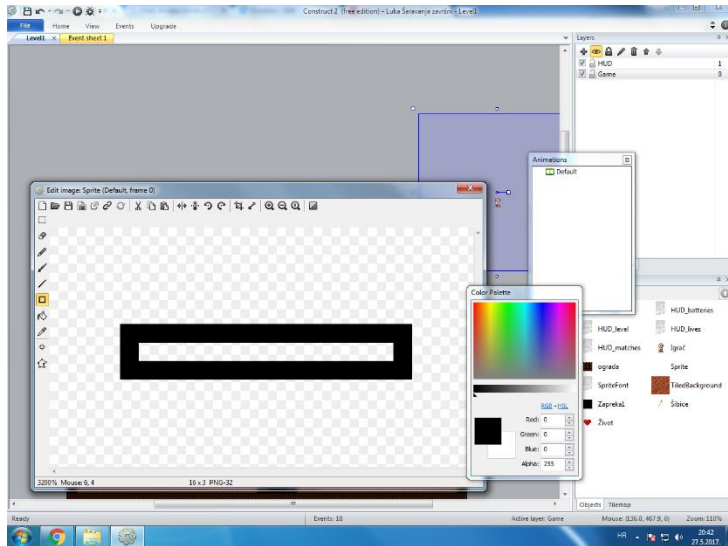 Construct 2 (free edition) - Luka Šaravanja završni - Level1
File Home View Events Upgrade
Level1 Event sheet 1
Layers
HUD 1
Game 0
Animations
Default
Edit image: Sprite (Default, frame 0)
Color Palette
RGB - HSL
Red: 0
Green: 0
Blue: 0
Alpha: 255
3200% Mouse: 6, 4 16 x 3 PNG-32
HUD_batteries
HUD_level HUD_lives
HUD_matches Igrač
ograda Sprite
SpriteFont TiledBackground
Zapreka1 Šibice
Život
Objects Tilemap
Ready Events: 18 Active layer: Game Mouse: (136.0, 467.9, 0) Zoom: 110%
HR 20:42
27.5.2017.